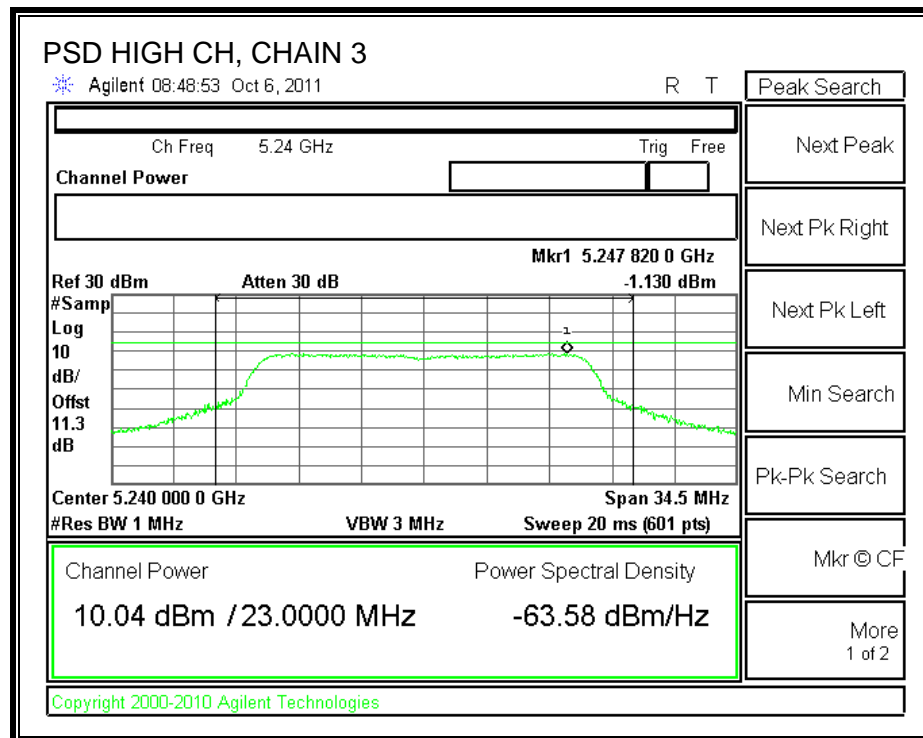 PSD HIGH CH, CHAIN 3
Agilent 08:48:53 Oct 6, 2011 R T
Peak Search
Ch Freq 5.24 GHz Trig Free
Channel Power
Mkr1 5.247 820 0 GHz
Ref 30 dBm Atten 30 dB -1.130 dBm
#Samp
Log
10
dB/
Offst
11.3
dB
1
Center 5.240 000 0 GHz Span 34.5 MHz
#Res BW 1 MHz VBW 3 MHz Sweep 20 ms (601 pts)
Channel Power Power Spectral Density
10.04 dBm / 23.0000 MHz -63.58 dBm/Hz
Copyright 2000-2010 Agilent Technologies
Next Peak
Next Pk Right
Next Pk Left
Min Search
Pk-Pk Search
Mkr © CF
More
1 of 2